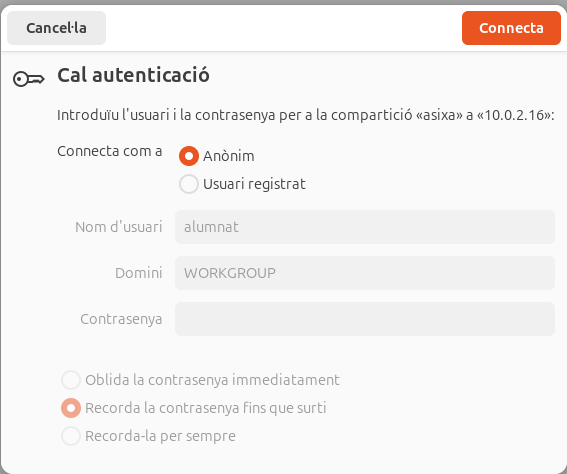 Cancel·la
Connecta
Cal autenticació
Introduïu l'usuari i la contrasenya per a la compartició «asixa» a «10.0.2.16»:
Connecta com a
Anònim
Usuari registrat
Nom d'usuari alumnat
Domini WORKGROUP
Contrasenya
Oblida la contrasenya immediatament
Recorda la contrasenya fins que surti
Recorda-la per sempre